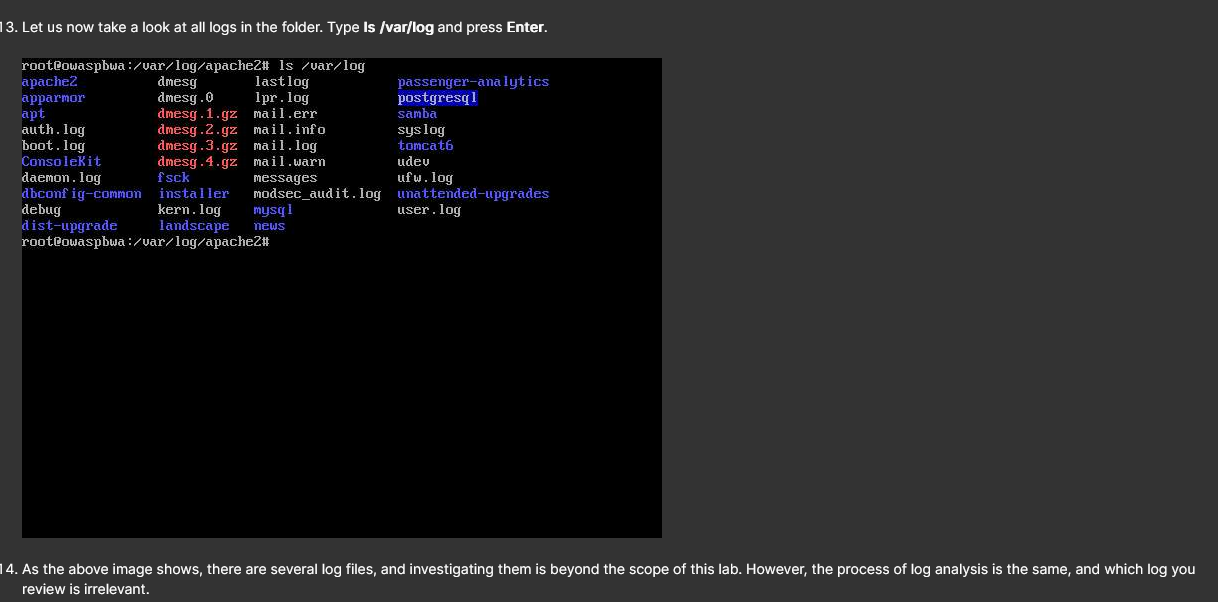 13. Let us now take a look at all logs in the folder. Type ls /var/log and press Enter.
root@owaspbwa:/var/log/apache2# ls /var/log
apache2 dmesg lastlog passenger-analytics
apparmor dmesg.0 lpr.log postgresql
apt dmesg.1.gz mail.err samba
auth.log dmesg.2.gz mail.info syslog
boot.log dmesg.3.gz mail.log tomcat6
ConsoleKit dmesg.4.gz mail.warn udev
daemon.log fsck messages ufw.log
dbconfig-common installer modsec_audit.log unattended-upgrades
debug kern.log mysql user.log
dist-upgrade landscape news
root@owaspbwa:/var/log/apache2#
14. As the above image shows, there are several log files, and investigating them is beyond the scope of this lab. However, the process of log analysis is the same, and which log you
review is irrelevant.